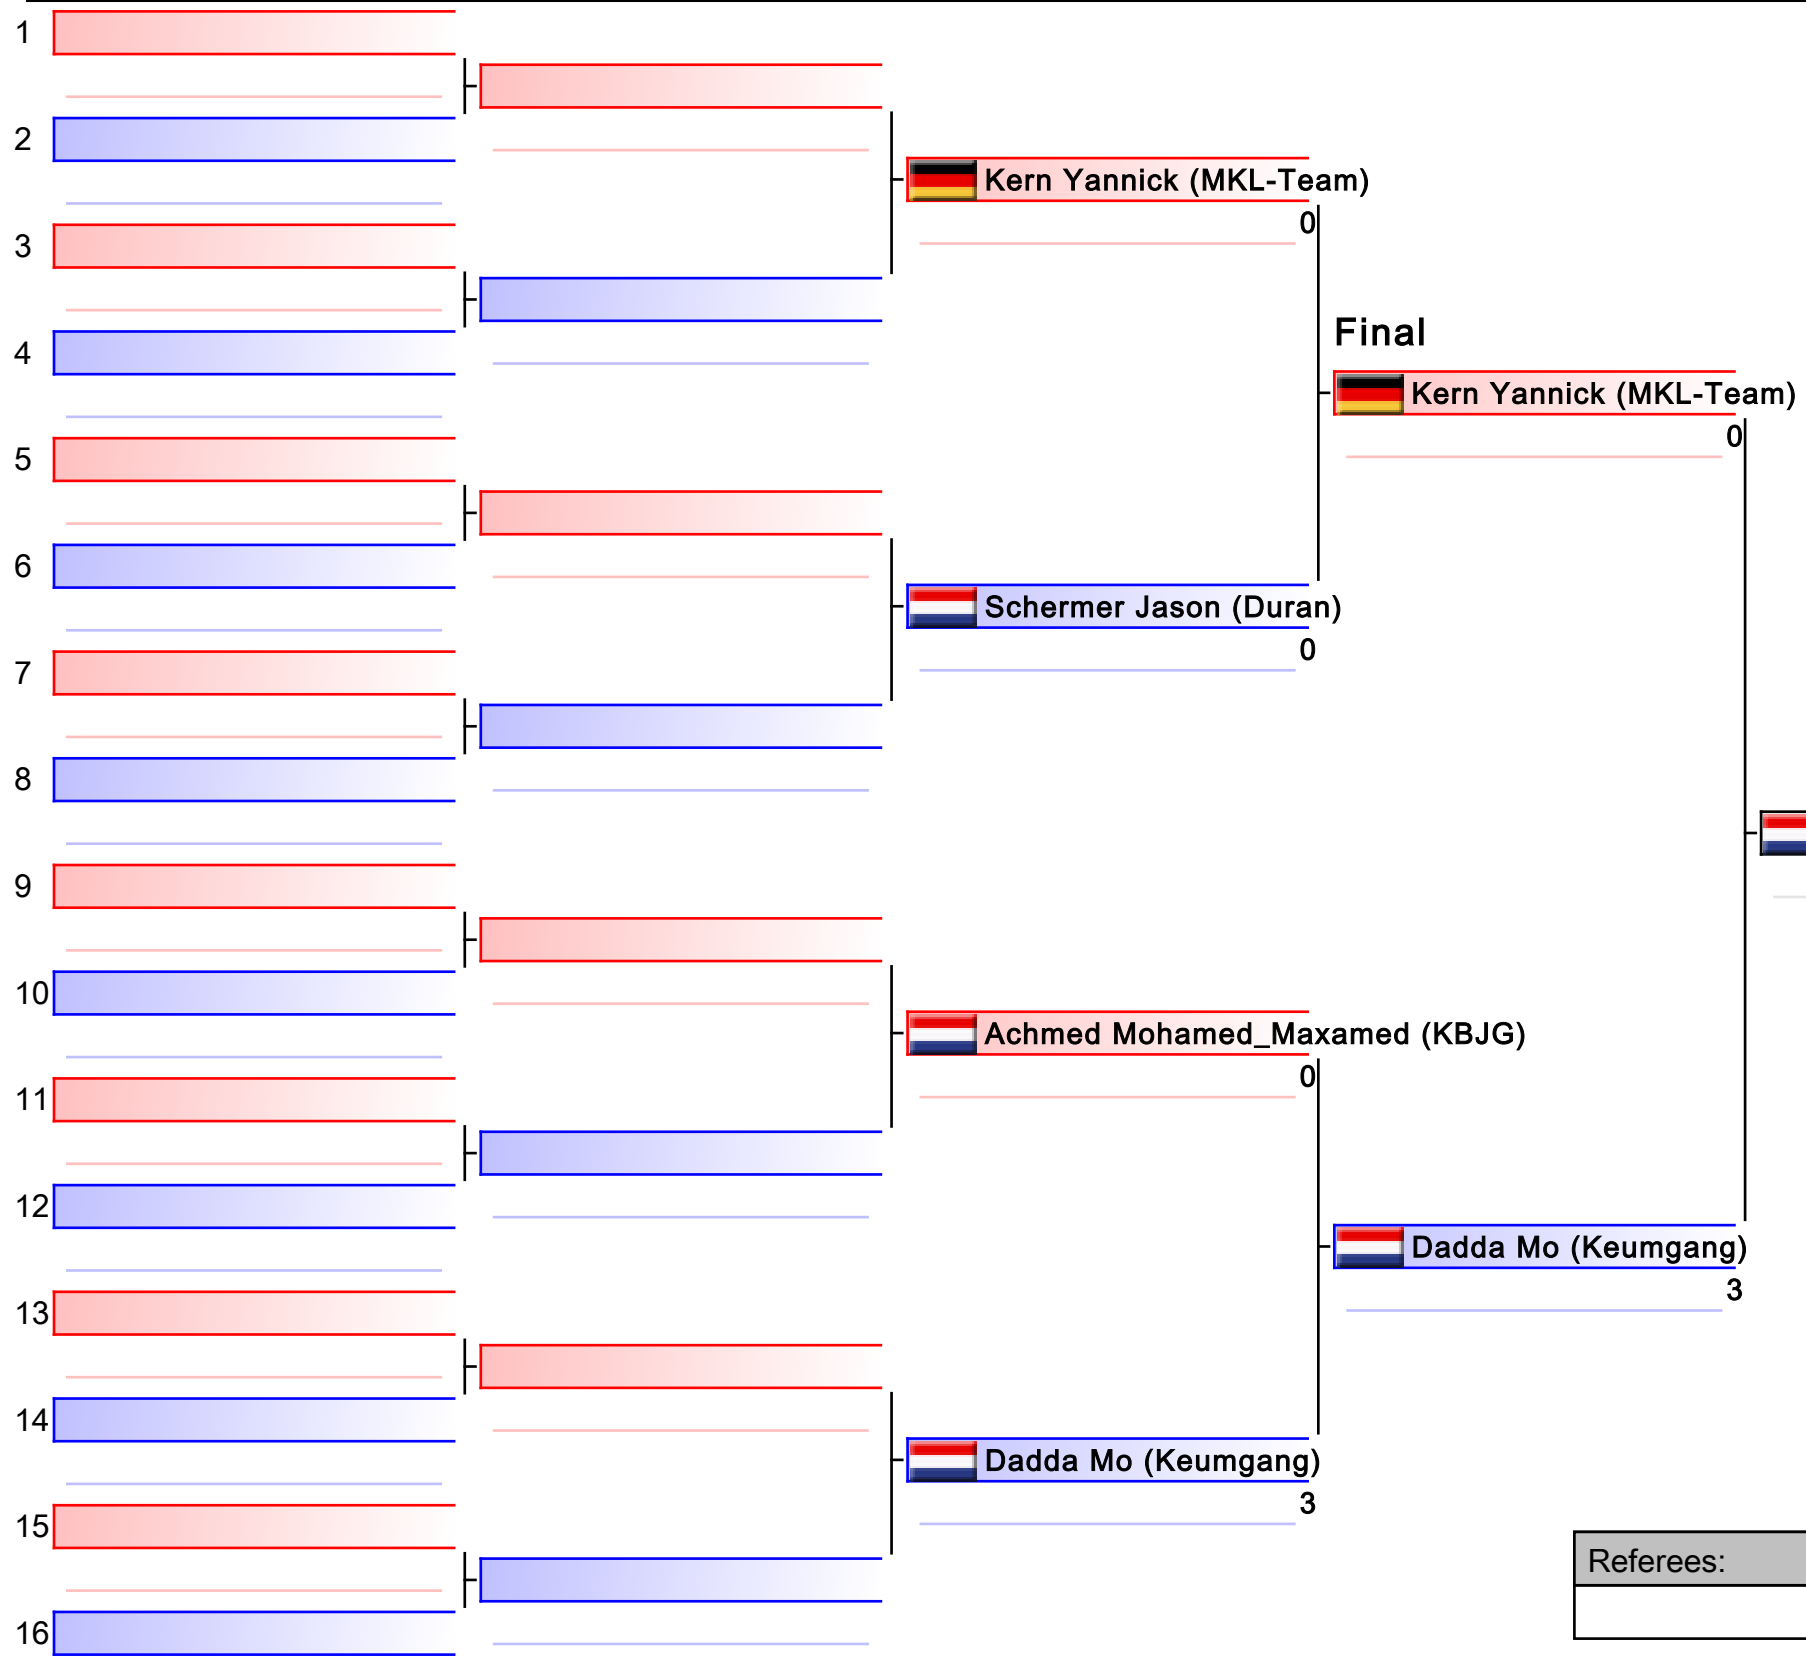 1
2
Kern Yannick (MKL-Team)
0
3
Final
4
Kern Yannick (MKL-Team)
0
5
6
Schermer Jason (Duran)
0
7
8
9
10
Achmed Mohamed_Maxamed (KBJG)
0
11
12
Dadda Mo (Keumgang)
3
13
14
Dadda Mo (Keumgang)
3
15
Referees:
16